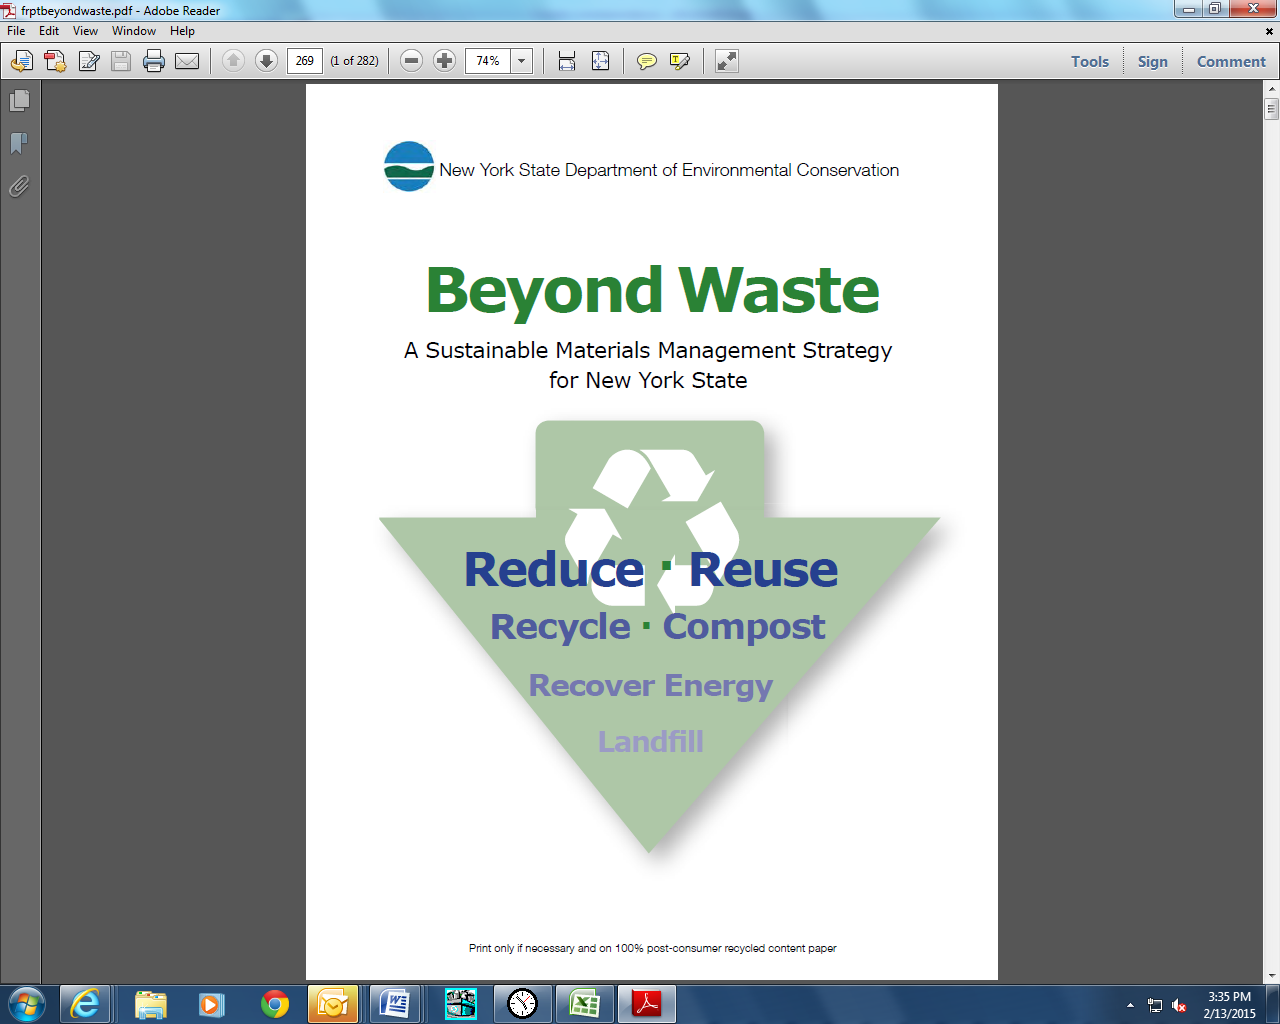 frptbeyondwaste.pdf - Adobe Reader
File Edit View Window Help
269 (1 of 282) 74% Tools Sign Comment
New York State Department of Environmental Conservation
Beyond Waste
A Sustainable Materials Management Strategy
for New York State
Reduce · Reuse
Recycle · Compost
Recover Energy
Landfill
Print only if necessary and on 100% post-consumer recycled content paper
3:35 PM
2/13/2015